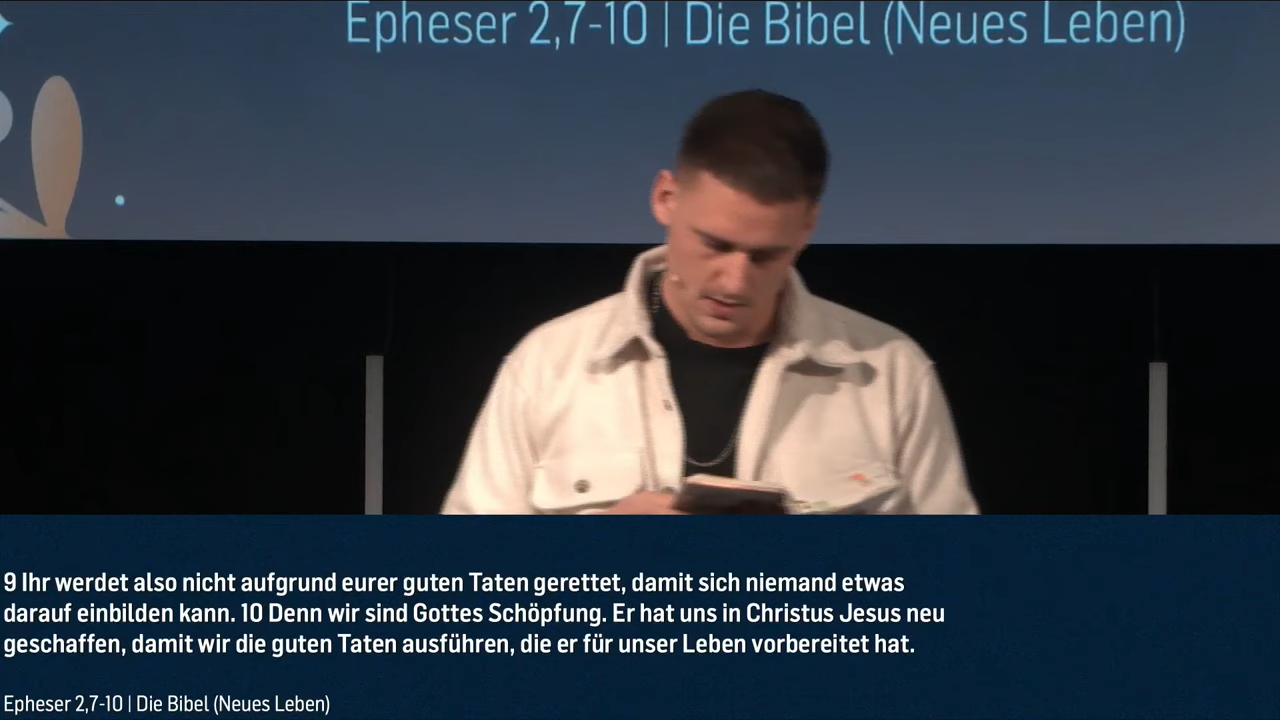 Epheser 2,7-10 | Die Bibel (Neues Leben)
9 Ihr werdet also nicht aufgrund eurer guten Taten gerettet, damit sich niemand etwas
darauf einbilden kann. 10 Denn wir sind Gottes Schöpfung. Er hat uns in Christus Jesus neu
geschaffen, damit wir die guten Taten ausführen, die er für unser Leben vorbereitet hat.
Epheser 2,7-10 | Die Bibel (Neues Leben)